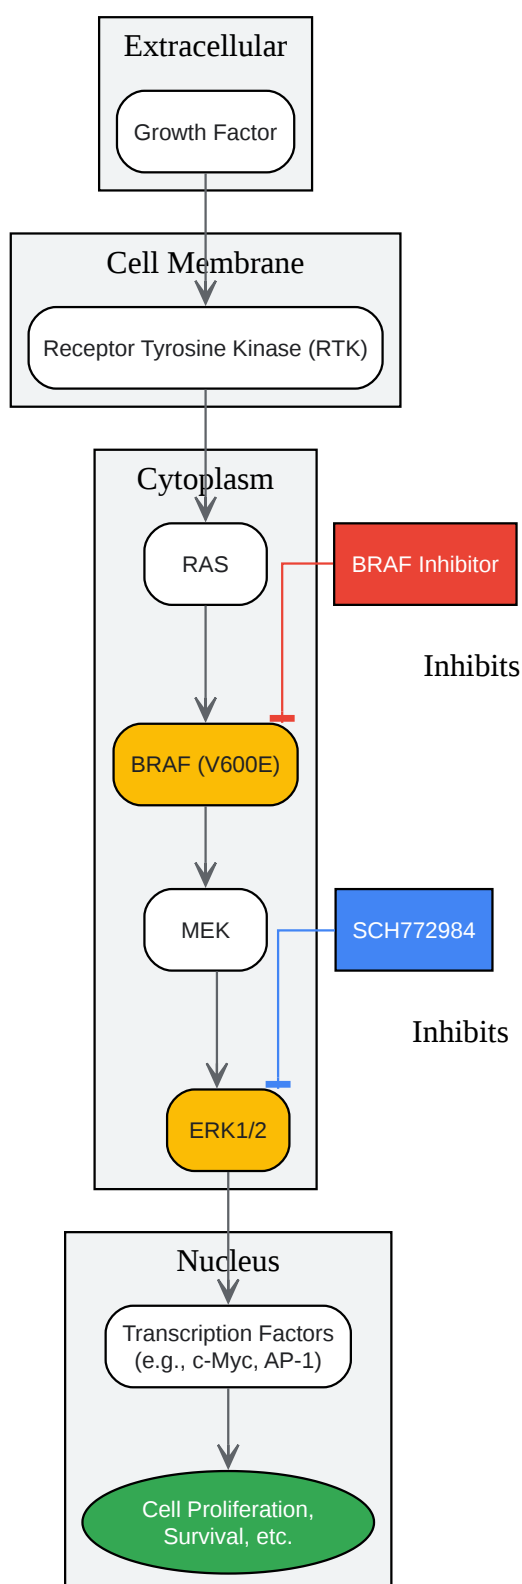 Extracellular
Growth Factor
Cell Membrane
Receptor Tyrosine Kinase (RTK)
Cytoplasm
RAS
BRAF Inhibitor
Inhibits
BRAF (V600E)
MEK
SCH772984
Inhibits
ERK1/2
Nucleus
Transcription Factors
(e.g., c-Myc, AP-1)
Cell Proliferation,
Survival, etc.